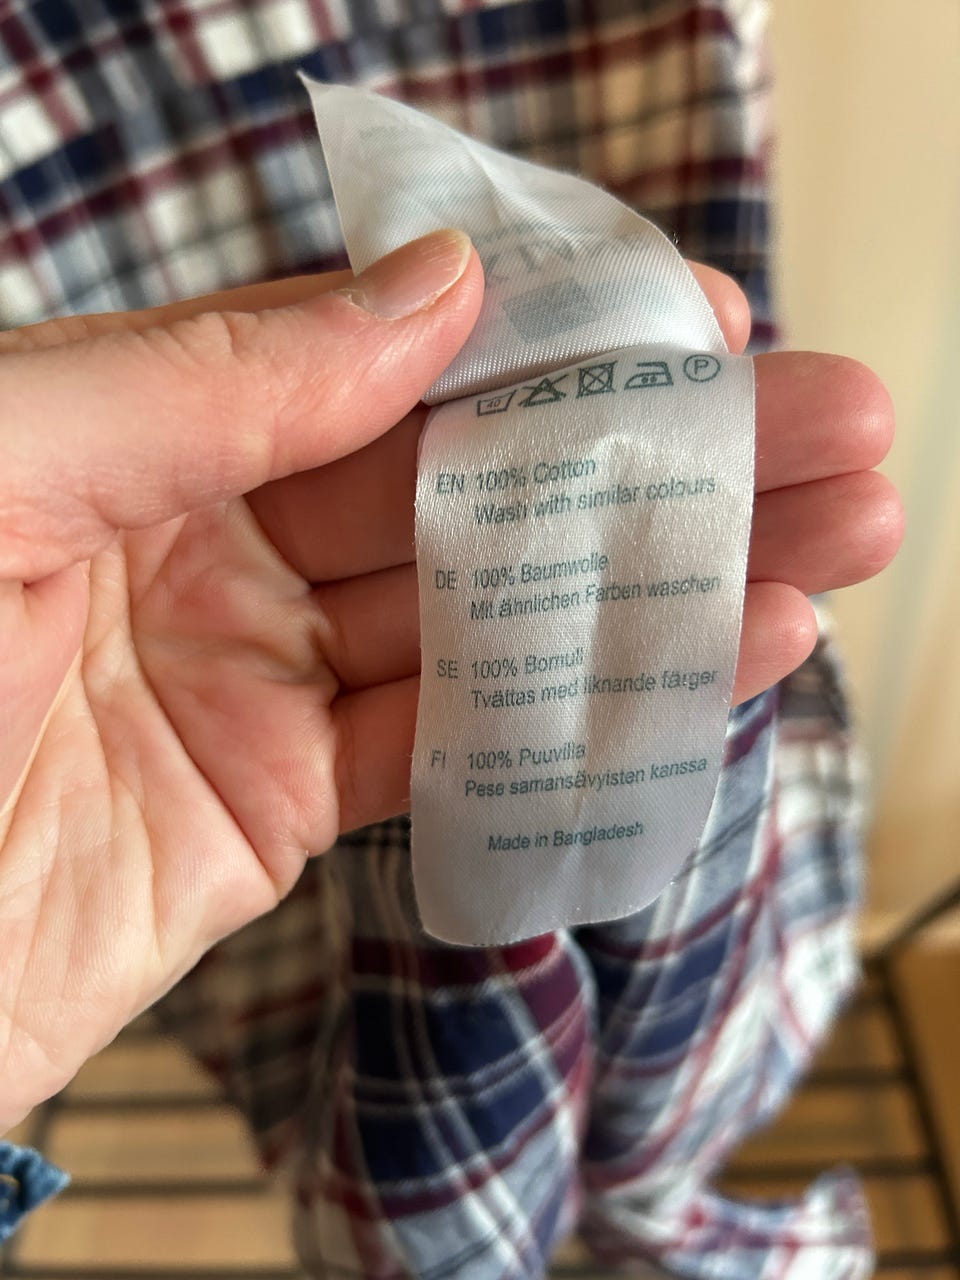 40 P
EN 100% Cotton
Wash with similar colours
DE 100% Baumwolle
Mit ähnlichen Farben waschen
SE 100% Bomull
Tvättas med liknande färger
FI 100% Puuvilla
Pese samansävyisten kanssa
Made in Bangladesh